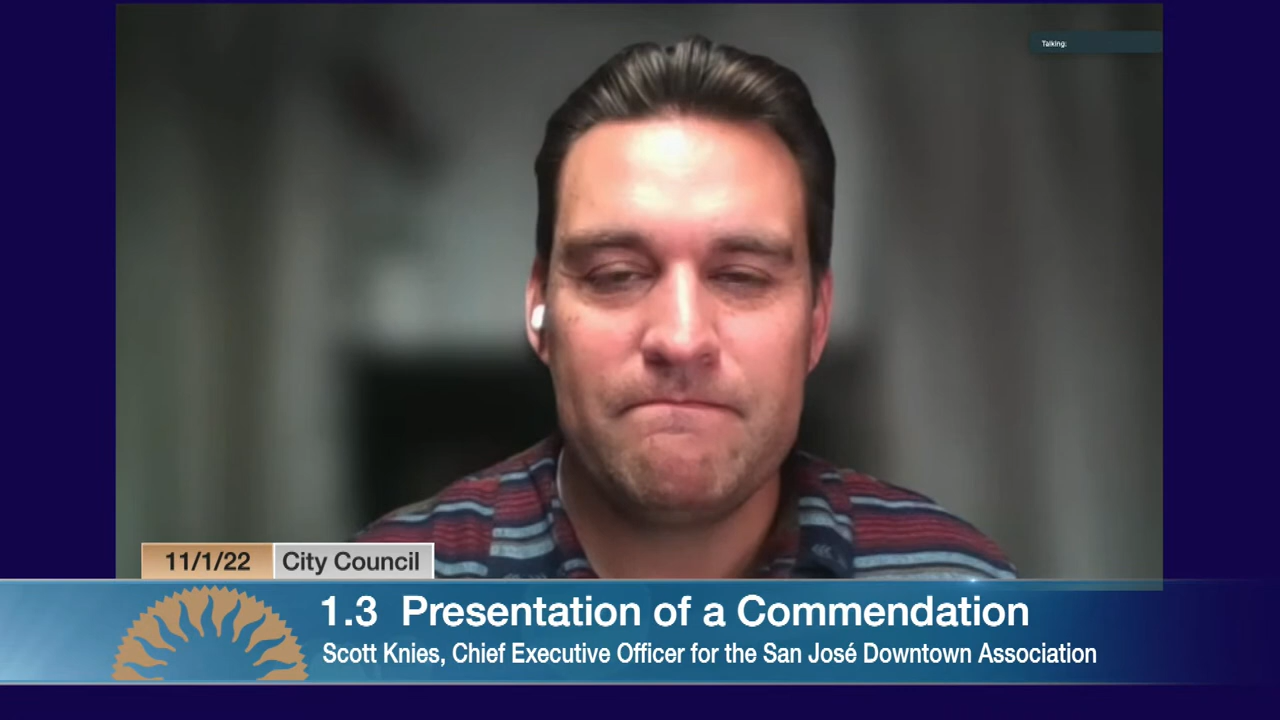 Talking:
11/1/22 City Council
1.3 Presentation of a Commendation
Scott Knies, Chief Executive Officer for the San José Downtown Association